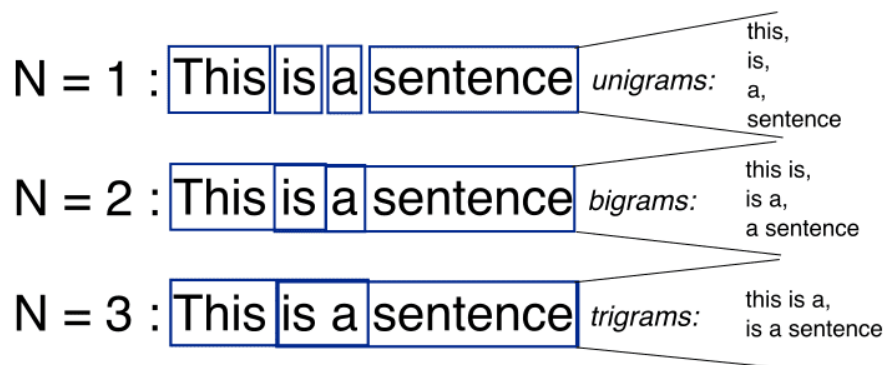 N = 1 : This is a sentence unigrams:
this,
is,
a,
sentence
N = 2 : This is a sentence bigrams:
this is,
is a,
a sentence
N = 3 : This is a sentence trigrams:
this is a,
is a sentence